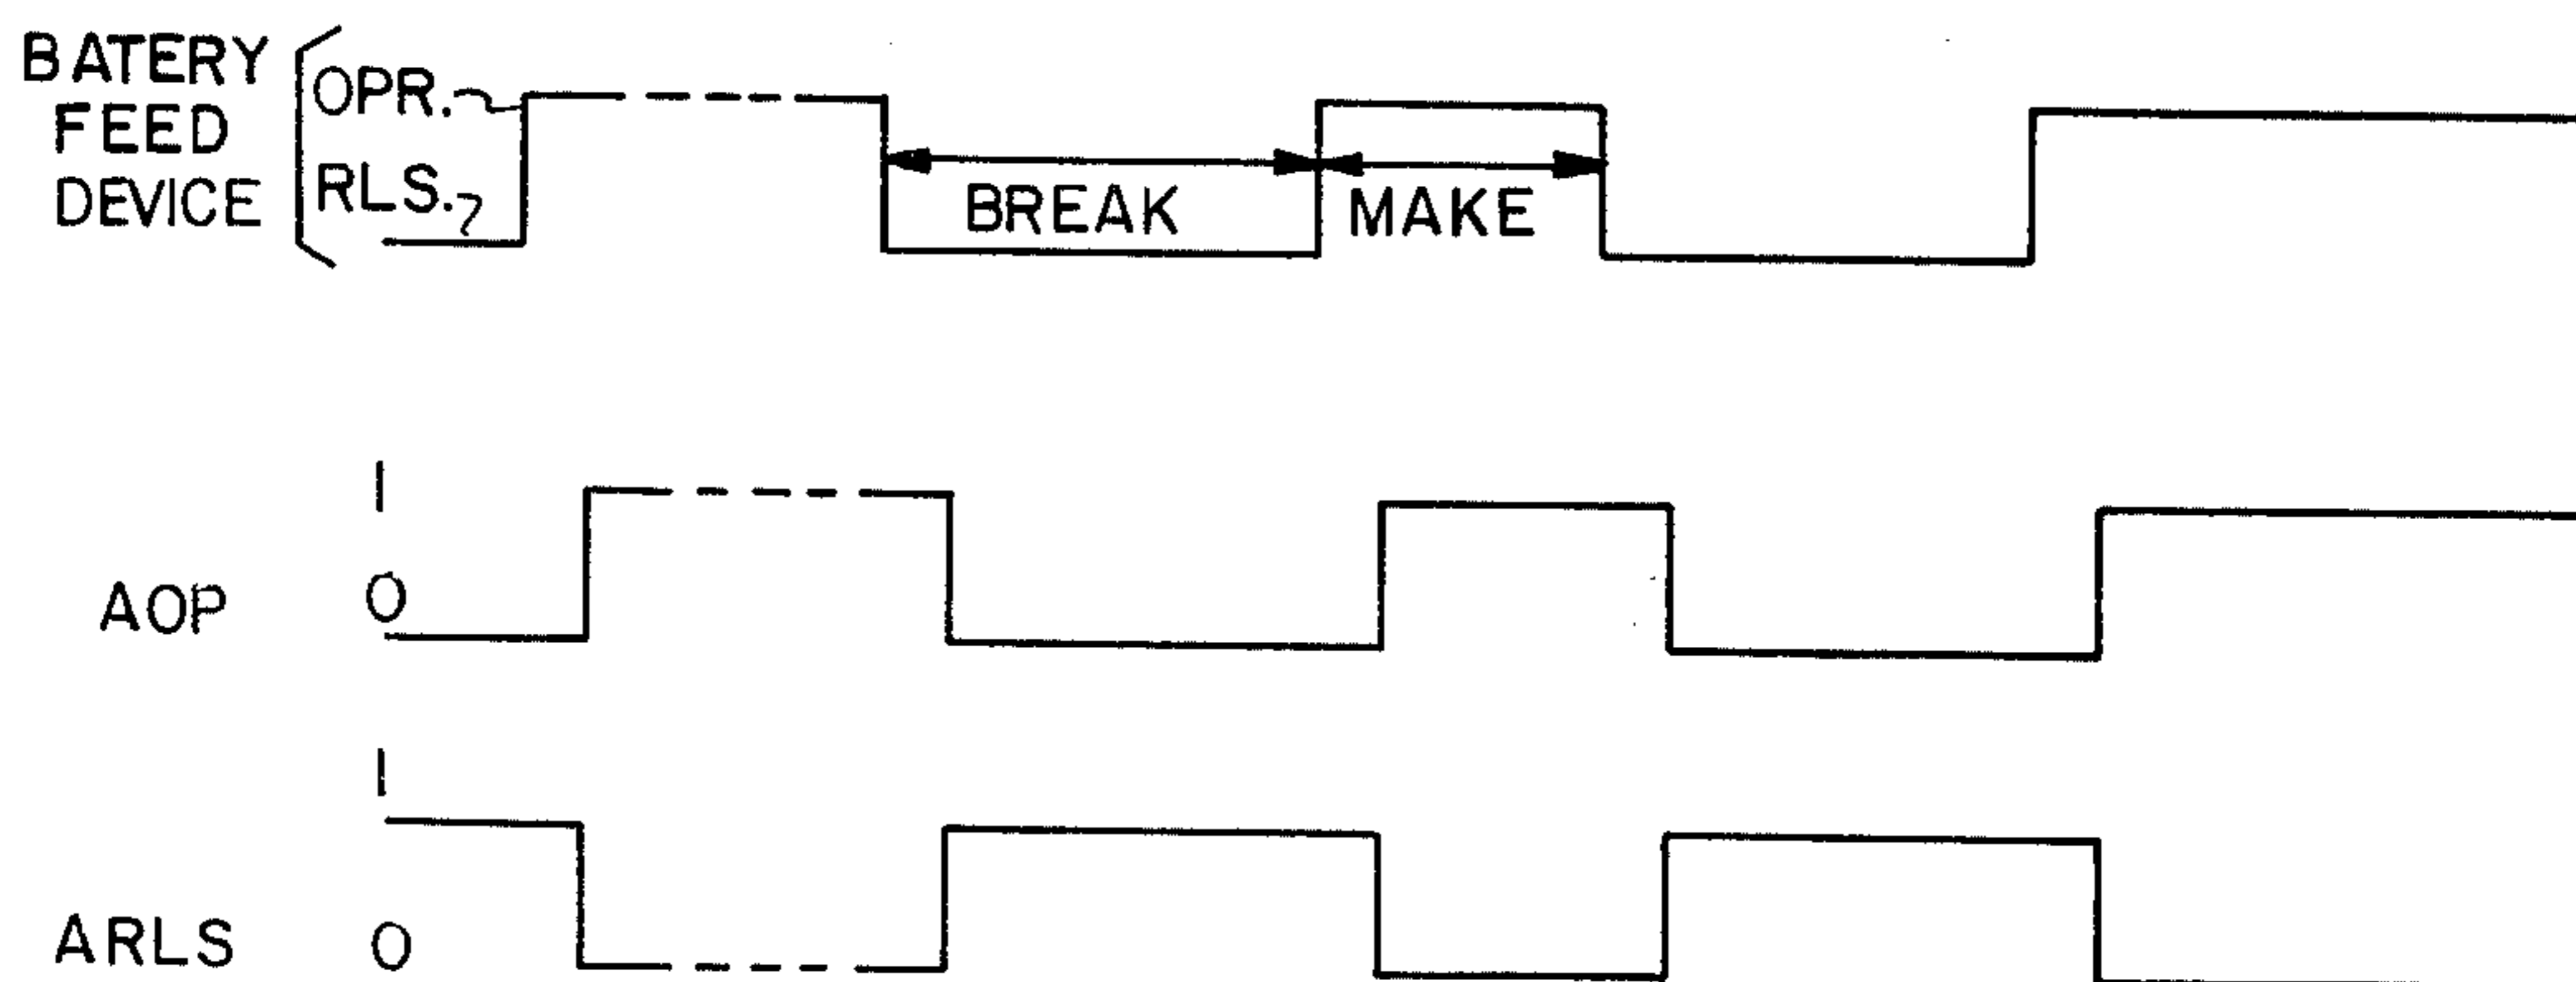 BATERY
FEED
DEVICE
OPR.
RLS.
BREAK
MAKE
1
0
AOP
1
0
ARLS